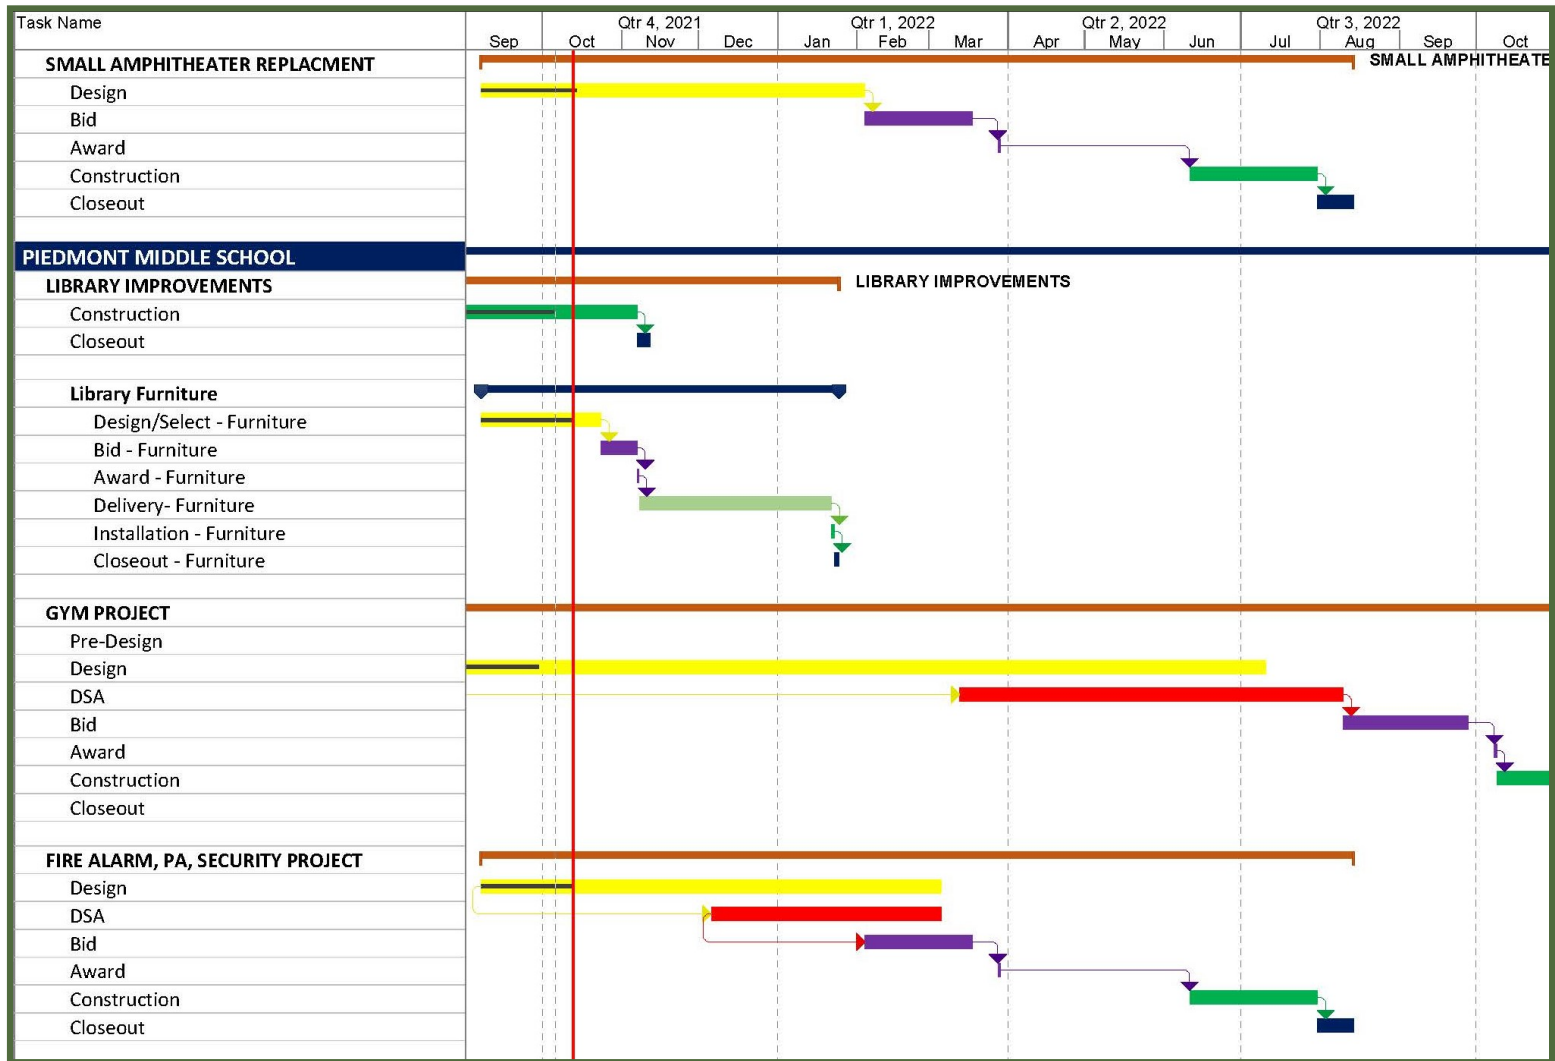 Task Name Qtr 4, 2021 Qtr 1, 2022 Qtr 2, 2022 Qtr 3, 2022
Sep Oct Nov Dec Jan Feb Mar Apr May Jun Jul Aug Sep Oct
SMALL AMPHITHEATER REPLACMENT SMALL AMPHITHEATE
Design
Bid
Award
Construction
Closeout
PIEDMONT MIDDLE SCHOOL
LIBRARY IMPROVEMENTS LIBRARY IMPROVEMENTS
Construction
Closeout
Library Furniture
Design/Select - Furniture
Bid - Furniture
Award - Furniture
Delivery- Furniture
Installation - Furniture
Closeout - Furniture
GYM PROJECT
Pre-Design
Design
DSA
Bid
Award
Construction
Closeout
FIRE ALARM, PA, SECURITY PROJECT
Design
DSA
Bid
Award
Construction
Closeout